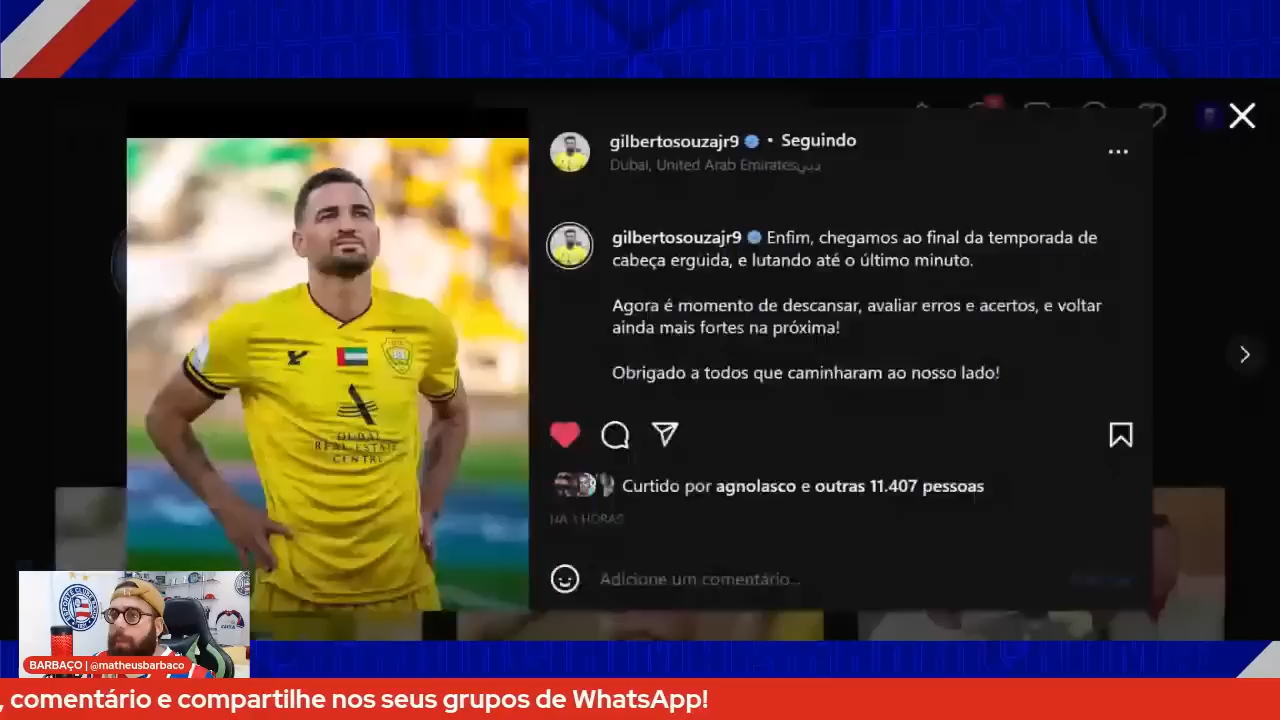 gilbertosouzajr9 • Seguindo
Dubai, United Arab Emirates
gilbertosouzajr9 Enfim, chegamos ao final da temporada de
cabeça erguida, e lutando até o último minuto.
Agora é momento de descansar, avaliar erros e acertos, e voltar
ainda mais fortes na próxima!
Obrigado a todos que caminharam ao nosso lado!
DUBAI
REAL ESTATE
CENTRE
Curtido por agnolasco e outras 11.407 pessoas
HORAS
Adicione um comentário...
BARBAÇO | @matheusbarbaco
, comentário e compartilhe nos seus grupos de WhatsApp!